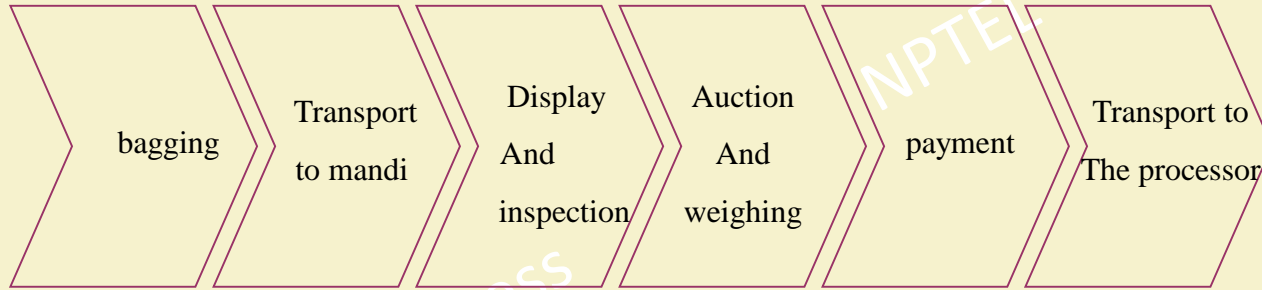 bagging
Transport
to mandi
Display
And
inspection
Auction
And
weighing
payment
Transport to
The processor
NPTEL